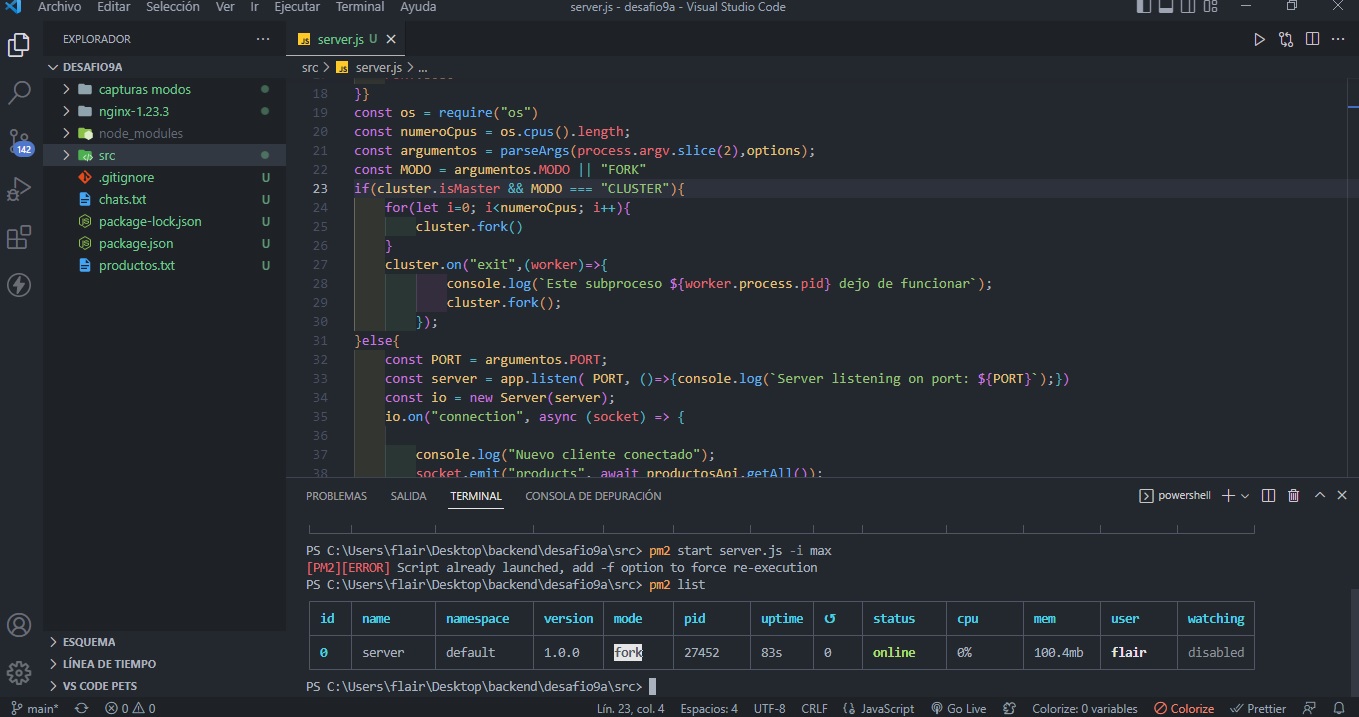 Archivo Editar Selección Ver Ir Ejecutar Terminal Ayuda server.js - desafio9a - Visual Studio Code
EXPLORADOR ...
JS server.js U
DESAFIO9A
src > JS server.js > ...
capturas modos
nginx-1.23.3
node_modules
src
.gitignore U
chats.txt U
package-lock.json U
package.json U
productos.txt U
142
18 }}
19 const os = require("os")
20 const numeroCpus = os.cpus().length;
21 const argumentos = parseArgs(process.argv.slice(2),options);
22 const MODO = argumentos.MODO || "FORK"
23 if(cluster.isMaster && MODO === "CLUSTER"){
24 for(let i=0; i<numeroCpus; i++){
25 cluster.fork()
26 }
27 cluster.on("exit",(worker)=>{
28 console.log(`Este subproceso ${worker.process.pid} dejo de funcionar`);
29 cluster.fork();
30 });
31 }else{
32 const PORT = argumentos.PORT;
33 const server = app.listen( PORT, ()=>{console.log(`Server listening on port: ${PORT}`);})
34 const io = new Server(server);
35 io.on("connection", async (socket) => {
36
37 console.log("Nuevo cliente conectado");
38 socket.emit("products", await productosApi.getAll());
PROBLEMAS SALIDA TERMINAL CONSOLA DE DEPURACIÓN powershell
PS C:\Users\flair\Desktop\backend\desafio9a\src> pm2 start server.js -i max
[PM2][ERROR] Script already launched, add -f option to force re-execution
PS C:\Users\flair\Desktop\backend\desafio9a\src> pm2 list
id name namespace version mode pid uptime ↺ status cpu mem user watching
0 server default 1.0.0 fork 27452 83s 0 online 0% 100.4mb flair disabled
PS C:\Users\flair\Desktop\backend\desafio9a\src>
ESQUEMA
LÍNEA DE TIEMPO
VS CODE PETS
main* 0 0 Lín. 23, col. 4 Espacios: 4 UTF-8 CRLF JavaScript Go Live Colorize: 0 variables Colorize Prettier